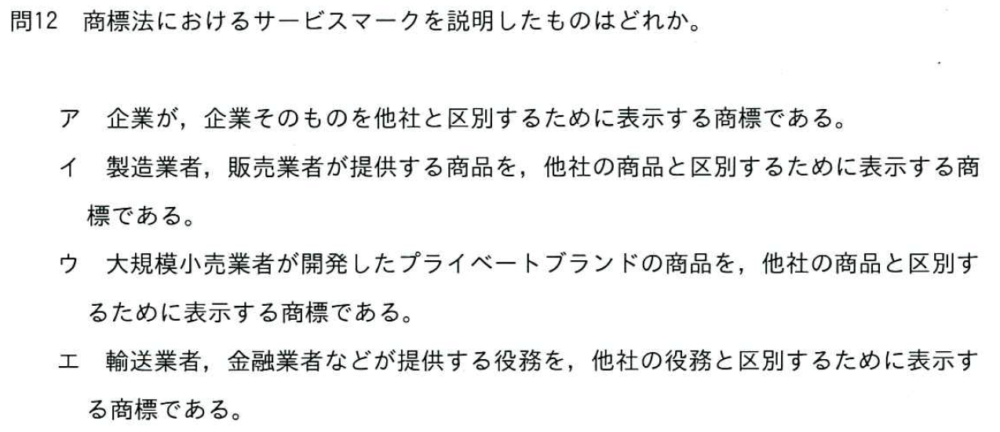 問12 商標法におけるサービスマークを説明したものはどれか。
ア 企業が，企業そのものを他社と区別するために表示する商標である。
イ 製造業者，販売業者が提供する商品を，他社の商品と区別するために表示する商
標である。
ウ 大規模小売業者が開発したプライベートブランドの商品を，他社の商品と区別す
るために表示する商標である。
エ 輸送業者，金融業者などが提供する役務を，他社の役務と区別するために表示す
る商標である。